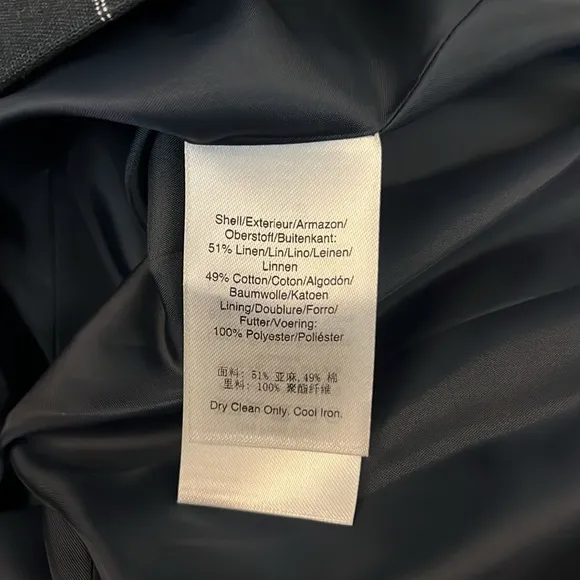 Shell/Exterieur/Armazon/
Oberstoff/Buitenkant:
51% Linen/Lin/Lino/Leinen/
Linnen
49% Cotton/Coton/Algodón/
Baumwolle/Katoen
Lining/Doublure/Forro/
Futter/Voering:
100% Polyester/Poliéster
面料: 51% 亚麻, 49% 棉
里料: 100% 聚酯纤维
Dry Clean Only. Cool Iron.